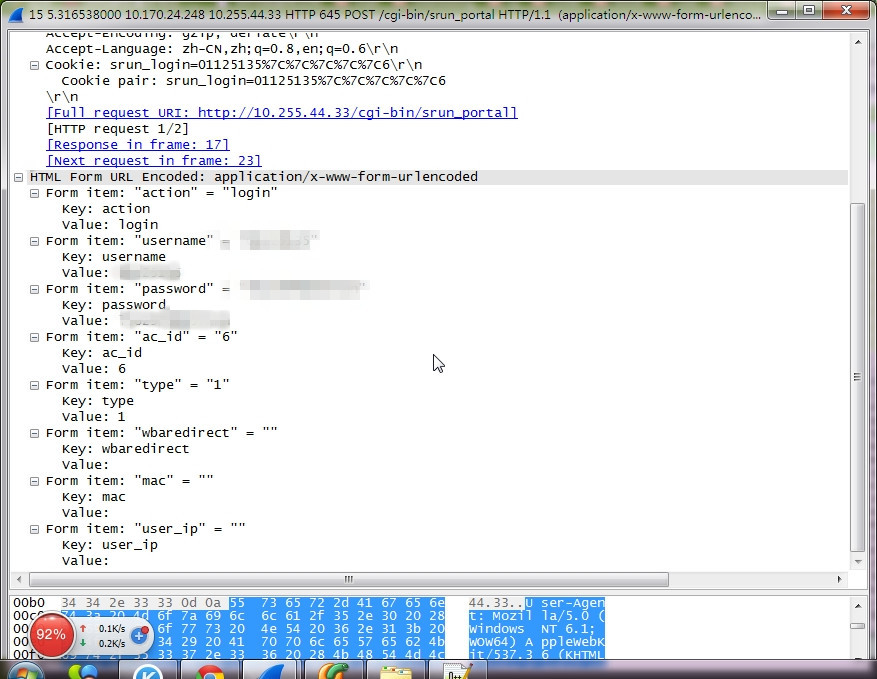 15 5.316538000 10.170.24.248 10.255.44.33 HTTP 645 POST /cgi-bin/srun_portal HTTP/1.1 (application/x-www-form-urlenco...
Accept-Encoding: gzip, deflate\r\n
Accept-Language: zh-CN,zh;q=0.8,en;q=0.6\r\n
Cookie: srun_login=01125135%7C%7C%7C%7C%7C6\r\n
Cookie pair: srun_login=01125135%7C%7C%7C%7C%7C6
\r\n
[Full request URI: http://10.255.44.33/cgi-bin/srun_portal]
[HTTP request 1/2]
[Response in frame: 17]
[Next request in frame: 23]
HTML Form URL Encoded: application/x-www-form-urlencoded
Form item: "action" = "login"
Key: action
Value: login
Form item: "username" =
Key: username
Value:
Form item: "password" =
Key: password
Value:
Form item: "ac_id" = "6"
Key: ac_id
Value: 6
Form item: "type" = "1"
Key: type
Value: 1
Form item: "wbaredirect" = ""
Key: wbaredirect
Value:
Form item: "mac" = ""
Key: mac
Value:
Form item: "user_ip" = ""
Key: user_ip
Value:
00b0 34 34 2e 33 33 0d 0a 55 73 65 72 2d 41 67 65 6e 44.33..U ser-Agen
6f 7a 69 6c 6c 61 2f 35 2e 30 20 28 t: Mozil la/5.0 (
6f 77 73 20 4e 54 20 36 2e 31 3b 20 Windows NT 6.1;
34 29 20 41 70 70 6c 65 57 65 62 4b WOW64) A ppleWebK
33 37 2e 33 36 20 28 4b 48 54 4d 4c it/537.3 6 (KHTML
92%
0.1K/s
0.2K/s